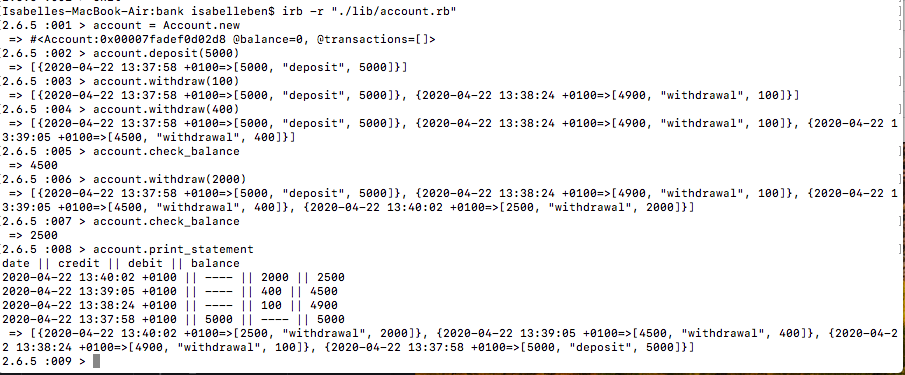 [Isabelles-MacBook-Air:bank isabelleben$ irb -r "./lib/account.rb" ]
[2.6.5 :001 > account = Account.new ]
 => #<Account:0x00007fadef0d02d8 @balance=0, @transactions=[]>
[2.6.5 :002 > account.deposit(5000) ]
 => [{2020-04-22 13:37:58 +0100=>[5000, "deposit", 5000]}]
[2.6.5 :003 > account.withdraw(100) ]
 => [{2020-04-22 13:37:58 +0100=>[5000, "deposit", 5000]}, {2020-04-22 13:38:24 +0100=>[4900, "withdrawal", 100]}]
[2.6.5 :004 > account.withdraw(400) ]
 => [{2020-04-22 13:37:58 +0100=>[5000, "deposit", 5000]}, {2020-04-22 13:38:24 +0100=>[4900, "withdrawal", 100]}, {2020-04-22 1
3:39:05 +0100=>[4500, "withdrawal", 400]}]
[2.6.5 :005 > account.check_balance ]
 => 4500
[2.6.5 :006 > account.withdraw(2000) ]
 => [{2020-04-22 13:37:58 +0100=>[5000, "deposit", 5000]}, {2020-04-22 13:38:24 +0100=>[4900, "withdrawal", 100]}, {2020-04-22 1
3:39:05 +0100=>[4500, "withdrawal", 400]}, {2020-04-22 13:40:02 +0100=>[2500, "withdrawal", 2000]}]
[2.6.5 :007 > account.check_balance ]
 => 2500
[2.6.5 :008 > account.print_statement ]
date || credit || debit || balance
2020-04-22 13:40:02 +0100 || ---- || 2000 || 2500
2020-04-22 13:39:05 +0100 || ---- || 400 || 4500
2020-04-22 13:38:24 +0100 || ---- || 100 || 4900
2020-04-22 13:37:58 +0100 || 5000 || ---- || 5000
 => [{2020-04-22 13:40:02 +0100=>[2500, "withdrawal", 2000]}, {2020-04-22 13:39:05 +0100=>[4500, "withdrawal", 400]}, {2020-04-2
2 13:38:24 +0100=>[4900, "withdrawal", 100]}, {2020-04-22 13:37:58 +0100=>[5000, "deposit", 5000]}]
2.6.5 :009 >